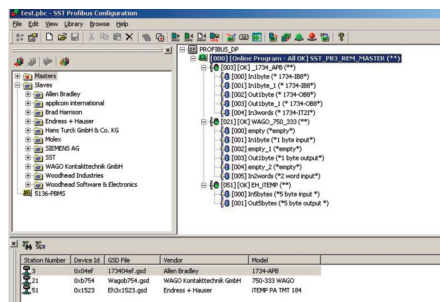 test.pbc - SST Profibus Configuration
File Edit View Library Browse Help
Masters
Slaves
Allen Bradley
applicom international
Brad Harrison
Endress + Hauser
Hans Turck GmbH & Co. KG
Molex
SIEMENS AG
SST
WAGO Kontakttechnik GmbH
Woodhead Industries
Woodhead Software & Electronics
5136-PBMS
PROFIBUS_DP
[000] [Online Program - All OK] SST_PB3_REM_MASTER (**)
[003] [OK] _1734_APB (**)
[000] In1byte (* 1734-IB8*)
[001] In1byte_1 (* 1734-IB8*)
[002] Out1byte (* 1734-OB8*)
[003] Out1byte_1 (* 1734-OB8*)
[004] In3words (* 1734-IT2I*)
[021] [OK] WAGO_750_333 (**)
[000] empty (*empty*)
[001] In1byte (*1 byte input*)
[002] empty_1 (*empty*)
[003] Out1byte (*1 byte output*)
[004] empty_2 (*empty*)
[005] In2words (*2 word input*)
[051] [OK] EH_iTEMP (**)
[000] In5bytes (*5 byte input *)
[001] Out5bytes (*5 byte output *)
Station Number Device Id GSD File Vendor Model
3 0x04ef 173404ef.gsd Allen Bradley 1734-APB
21 0xb754 Wagob754.gsd WAGO Kontakttechnik GmbH 750-333 WAGO
51 0x1523 Eh3x1523.gsd Endress + Hauser iTEMP PA TMT 184